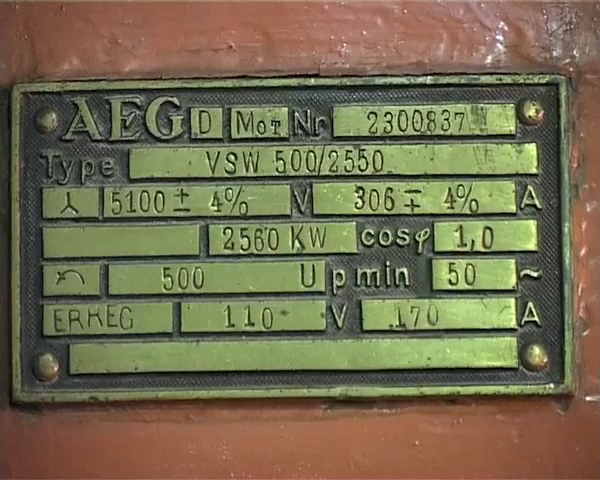 AEG D Mot Nr 2300837
Type VSW 500/2550
5100 ± 4% V 306 ∓ 4% A
2560 KW cosφ 1,0
500 U p min 50 ~
ERREG 110 V 170 A